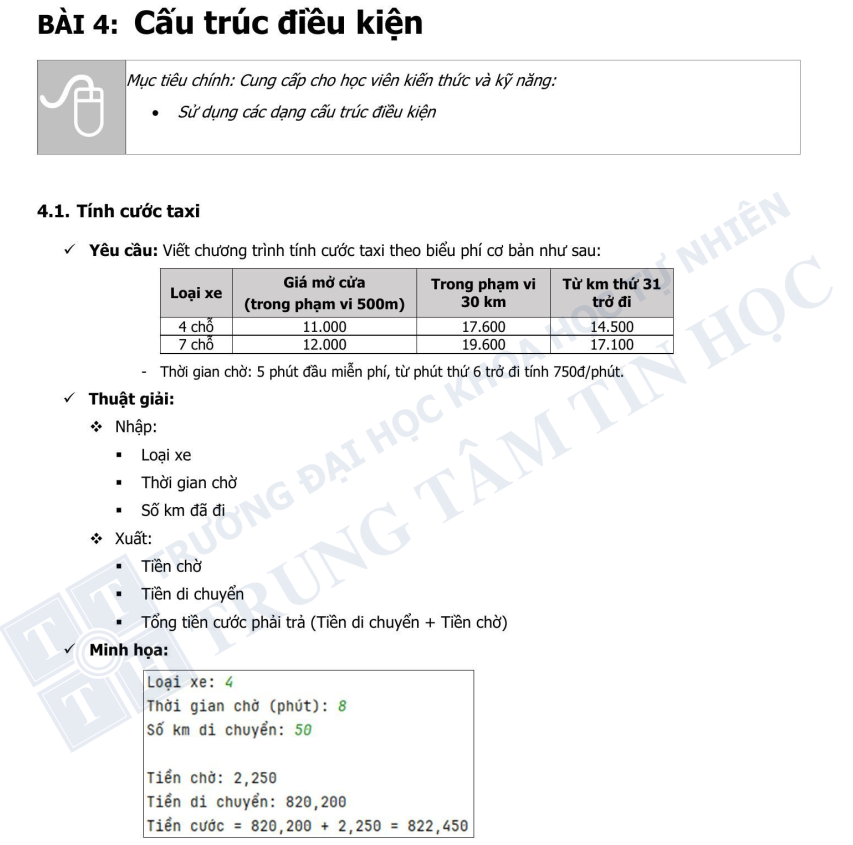 BÀI 4: Cấu trúc điều kiện
Mục tiêu chính: Cung cấp cho học viên kiến thức và kỹ năng:
• Sử dụng các dạng cấu trúc điều kiện
4.1. Tính cước taxi
✓ Yêu cầu: Viết chương trình tính cước taxi theo biểu phí cơ bản như sau:
Loại xe Giá mở cửa (trong phạm vi 500m) Trong phạm vi 30 km Từ km thứ 31 trở đi
4 chỗ 11.000 17.600 14.500
7 chỗ 12.000 19.600 17.100
- Thời gian chờ: 5 phút đầu miễn phí, từ phút thứ 6 trở đi tính 750đ/phút.
✓ Thuật giải:
❖ Nhập:
▪ Loại xe
▪ Thời gian chờ
▪ Số km đã đi
❖ Xuất:
▪ Tiền chờ
▪ Tiền di chuyển
▪ Tổng tiền cước phải trả (Tiền di chuyển + Tiền chờ)
✓ Minh họa:
Loại xe: 4
Thời gian chờ (phút): 8
Số km di chuyển: 50
Tiền chờ: 2,250
Tiền di chuyển: 820,200
Tiền cước = 820,200 + 2,250 = 822,450
TRƯỜNG ĐẠI HỌC KHOA HỌC TỰ NHIÊN
TRUNG TÂM TIN HỌC
T T
T H